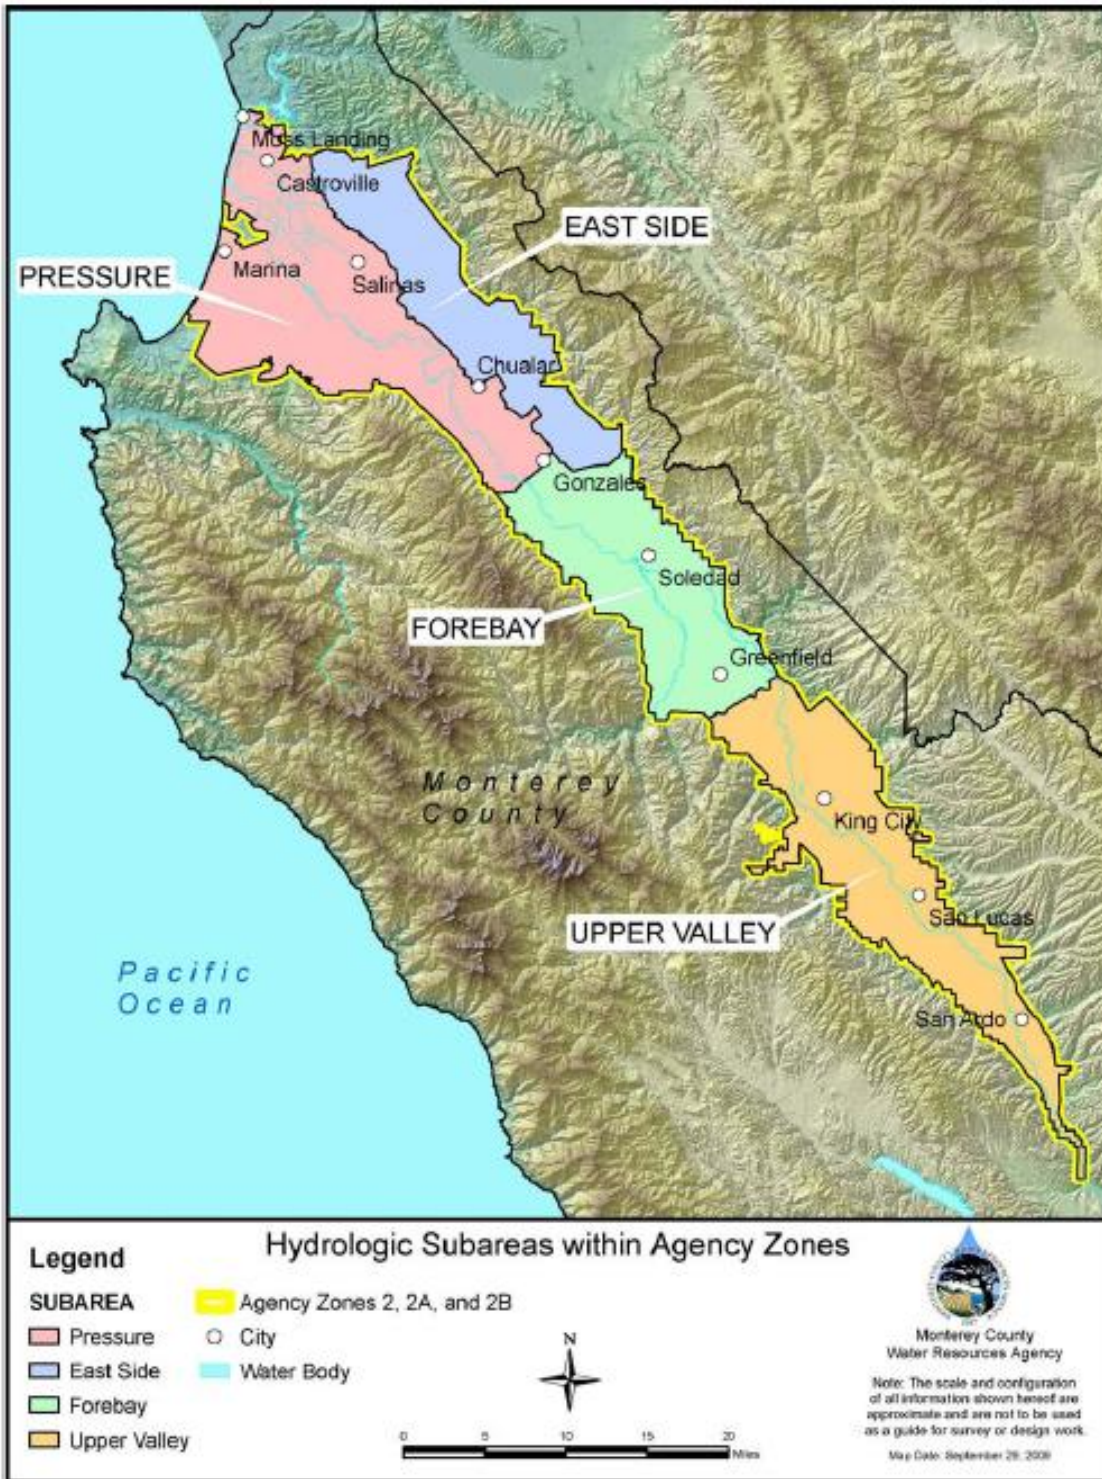 Moss Landing
Castroville
EAST SIDE
PRESSURE
Marina
Salinas
Chualar
Gonzales
Soledad
FOREBAY
Greenfield
Monterey
County
King City
San Lucas
UPPER VALLEY
Pacific
Ocean
San Ardo
Hydrologic Subareas within Agency Zones
Legend
SUBAREA
Pressure
East Side
Forebay
Upper Valley
Agency Zones 2, 2A, and 2B
City
Water Body
N
0 5 10 15 20
Miles
Monterey County
Water Resources Agency
Note: The scale and configuration
of all information shown hereof are
approximate and are not to be used
as a guide for survey or design work.
Map Date: September 29, 2009